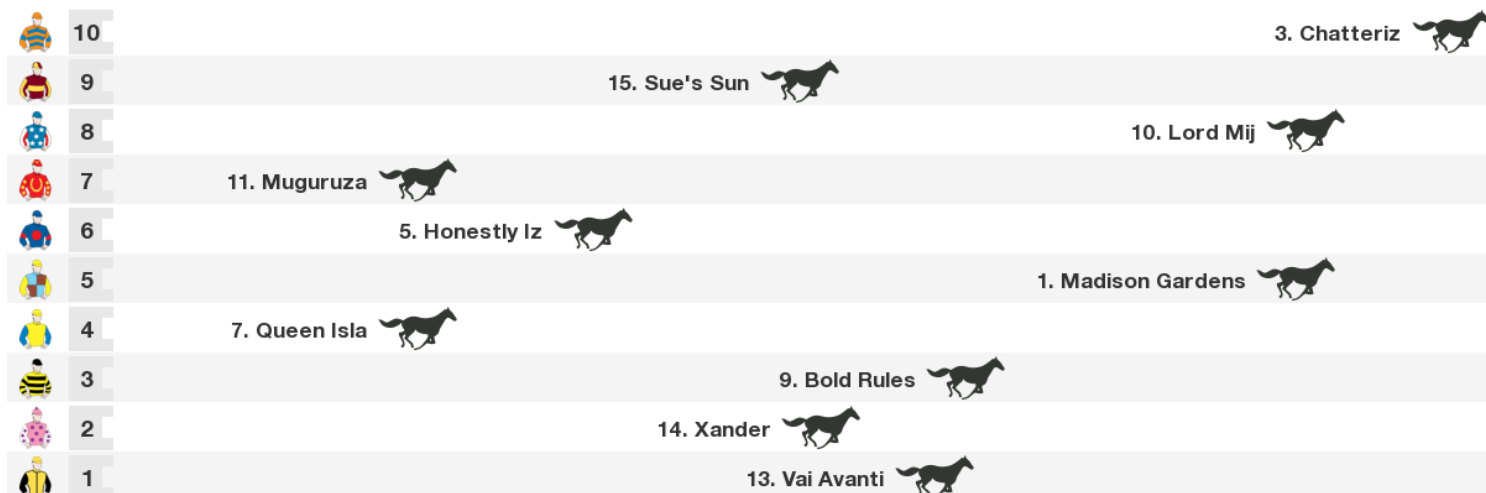 10 3. Chatteriz
9 15. Sue's Sun
8 10. Lord Mij
7 11. Muguruza
6 5. Honestly Iz
5 1. Madison Gardens
4 7. Queen Isla
3 9. Bold Rules
2 14. Xander
1 13. Vai Avanti